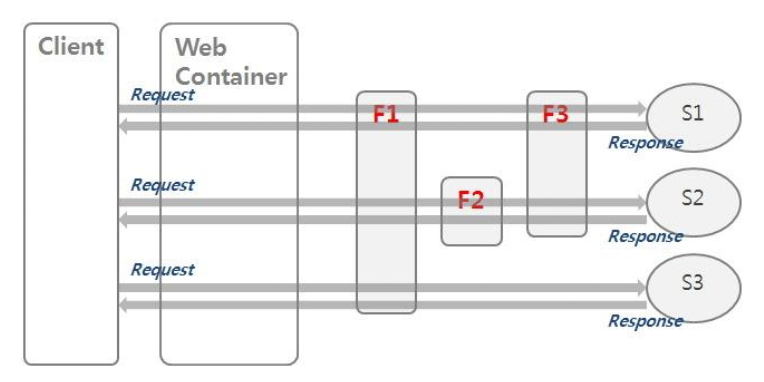 Client
Web
Container
Request
F1
F3
S1
Response
Request
F2
S2
Response
Request
S3
Response